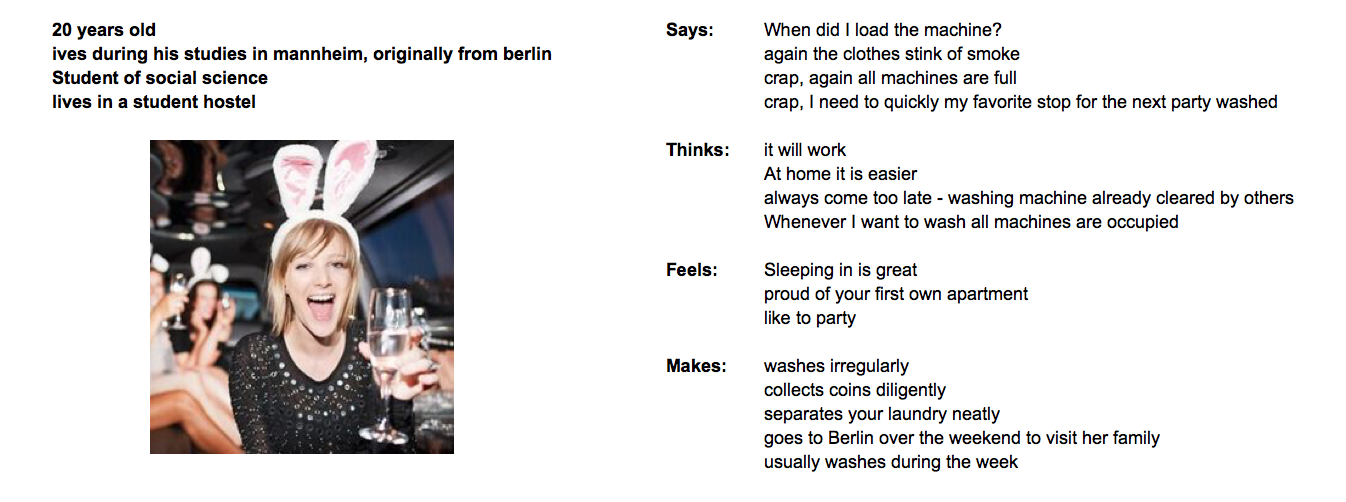 20 years old
ives during his studies in mannheim, originally from berlin
Student of social science
lives in a student hostel
Says:
When did I load the machine?
again the clothes stink of smoke
crap, again all machines are full
crap, I need to quickly my favorite stop for the next party washed
Thinks:
it will work
At home it is easier
always come too late - washing machine already cleared by others
Whenever I want to wash all machines are occupied
Feels:
Sleeping in is great
proud of your first own apartment
like to party
Makes:
washes irregularly
collects coins diligently
separates your laundry neatly
goes to Berlin over the weekend to visit her family
usually washes during the week